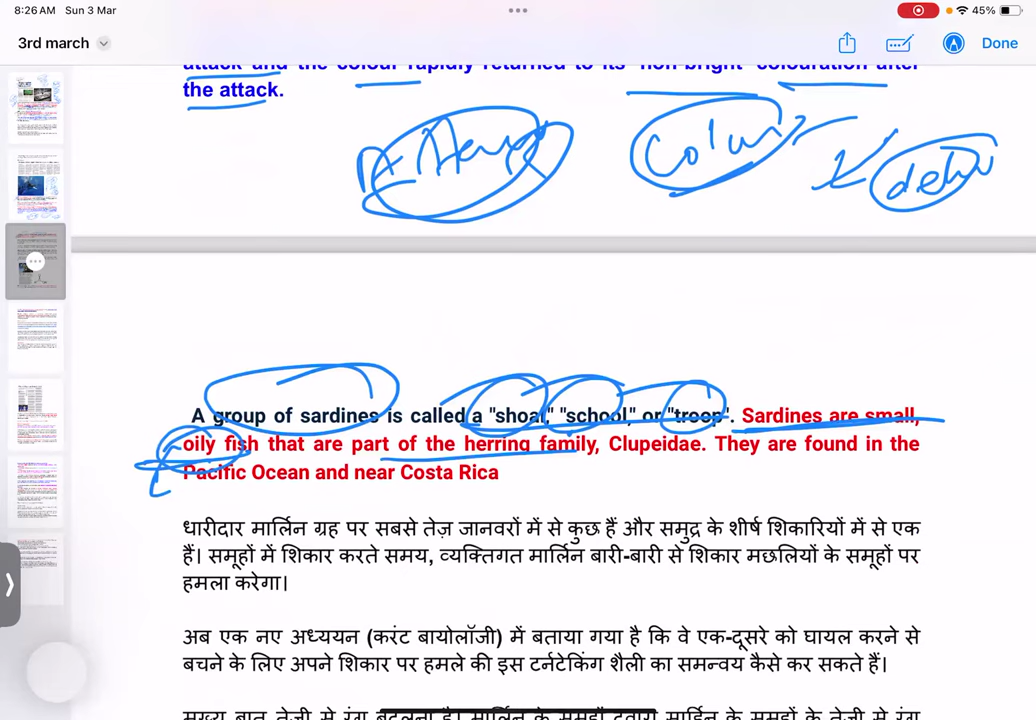 8:26 AM Sun 3 Mar
45%
3rd march
Done
attack and the colour rapidly returned to its non-bright colouration after
the attack.
A group of sardines is called a "shoal," "school," or "troop". Sardines are small,
oily fish that are part of the hering family, Clupeidae. They are found in the
Pacific Ocean and near Costa Rica
धारीदार मार्लिन ग्रह पर सबसे तेज़ जानवरों में से कुछ हैं और समुद्र के शीर्ष शिकारियों में से एक
हैं। समूहों में शिकार करते समय, व्यक्तिगत मार्लिन बारी-बारी से शिकार मछलियों के समूहों पर
हमला करेगा।
अब एक नए अध्ययन (करंट बायोलॉजी) में बताया गया है कि वे एक-दूसरे को घायल करने से
बचने के लिए अपने शिकार पर हमले की इस टर्नटेकिंग शैली का समन्वय कैसे कर सकते हैं।
मुख्य बात तेजी से रंग बदलना है। मार्लिन के समूहों द्वारा सार्डिन के समूहों के तेजी से रंग